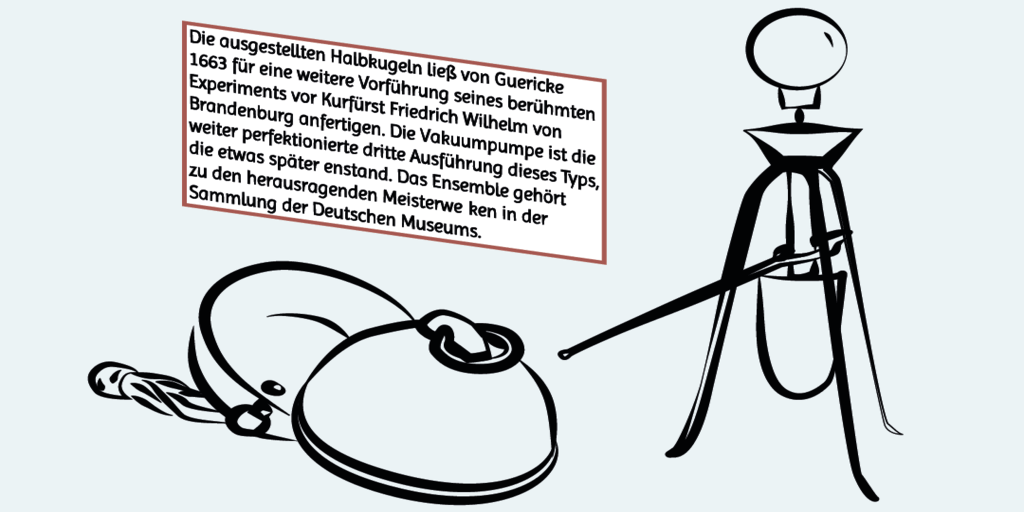 Die ausgestellten Halbkugeln ließ von Guericke
1663 für eine weitere Vorführung seines berühmten
Experiments vor Kurfürst Friedrich Wilhelm von
Brandenburg anfertigen. Die Vakuumpumpe ist die
weiter perfektionierte dritte Ausführung dieses Typs,
die etwas später enstand. Das Ensemble gehört
zu den herausragenden Meisterwe ken in der
Sammlung der Deutschen Museums.